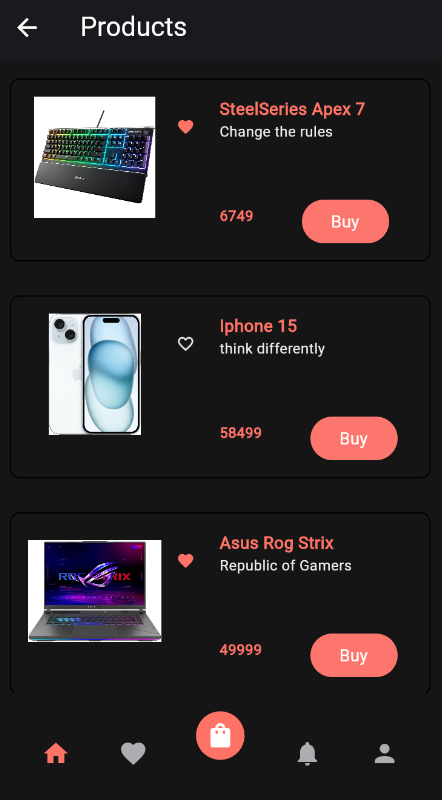 Products
SteelSeries Apex 7
Change the rules
6749
Buy
Iphone 15
think differently
58499
Buy
Asus Rog Strix
Republic of Gamers
49999
Buy